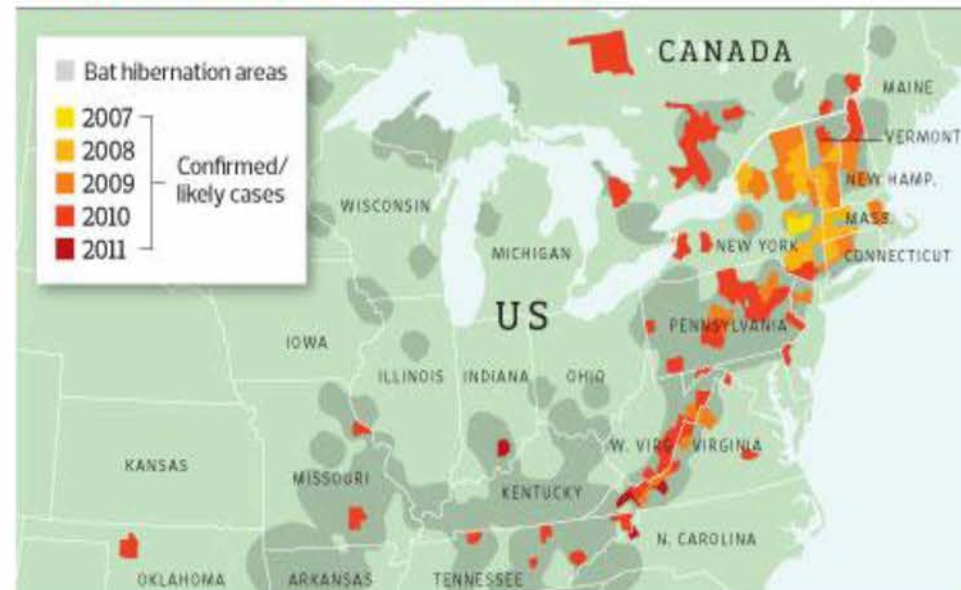 Bat hibernation areas
2007
2008
2009
2010
2011
Confirmed/
likely cases
CANADA
MAINE
VERMONT
NEW HAMP.
MASS.
CONNECTICUT
NEW YORK
WISCONSIN
MICHIGAN
US
PENNSYLVANIA
IOWA
ILLINOIS
INDIANA
OHIO
W. VIRG
VIRGINIA
KANSAS
MISSOURI
KENTUCKY
N. CAROLINA
OKLAHOMA
ARKANSAS
TENNESSEE